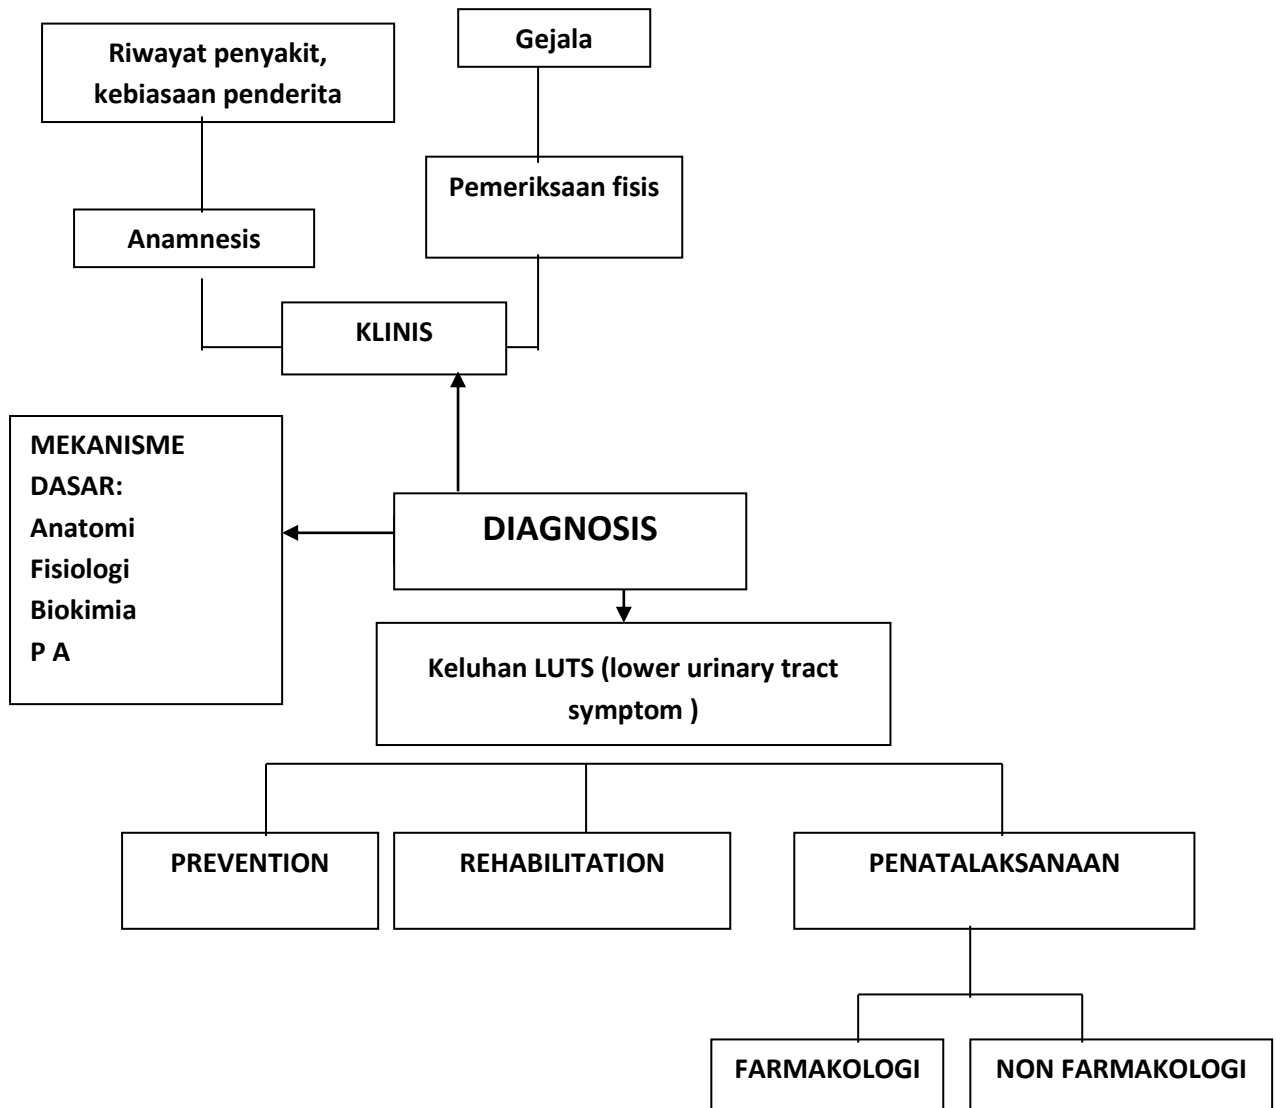 Riwayat penyakit,
kebiasaan penderita
Gejala
Pemeriksaan fisis
Anamnesis
KLINIS
MEKANISME
DASAR:
Anatomi
Fisiologi
Biokimia
P A
DIAGNOSIS
Keluhan LUTS (lower urinary tract
symptom )
PREVENTION
REHABILITATION
PENATALAKSANAAN
FARMAKOLOGI
NON FARMAKOLOGI